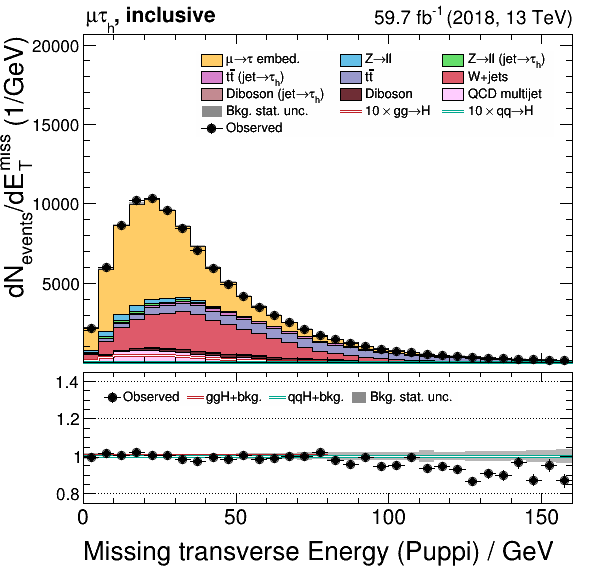 μτh, inclusive 59.7 fb⁻¹ (2018, 13 TeV)
dNevents/dETmiss (1/GeV)
20000
15000
10000
5000
μ→τ embed. Z→ll Z→ll (jet→τh)
tt̄ (jet→τh) tt̄ W+jets
Diboson (jet→τh) Diboson QCD multijet
Bkg. stat. unc. 10 × gg→H 10 × qq→H
Observed
1.4
1.2
1
0.8
Observed ggH+bkg. qqH+bkg. Bkg. stat. unc.
0 50 100 150
Missing transverse Energy (Puppi) / GeV